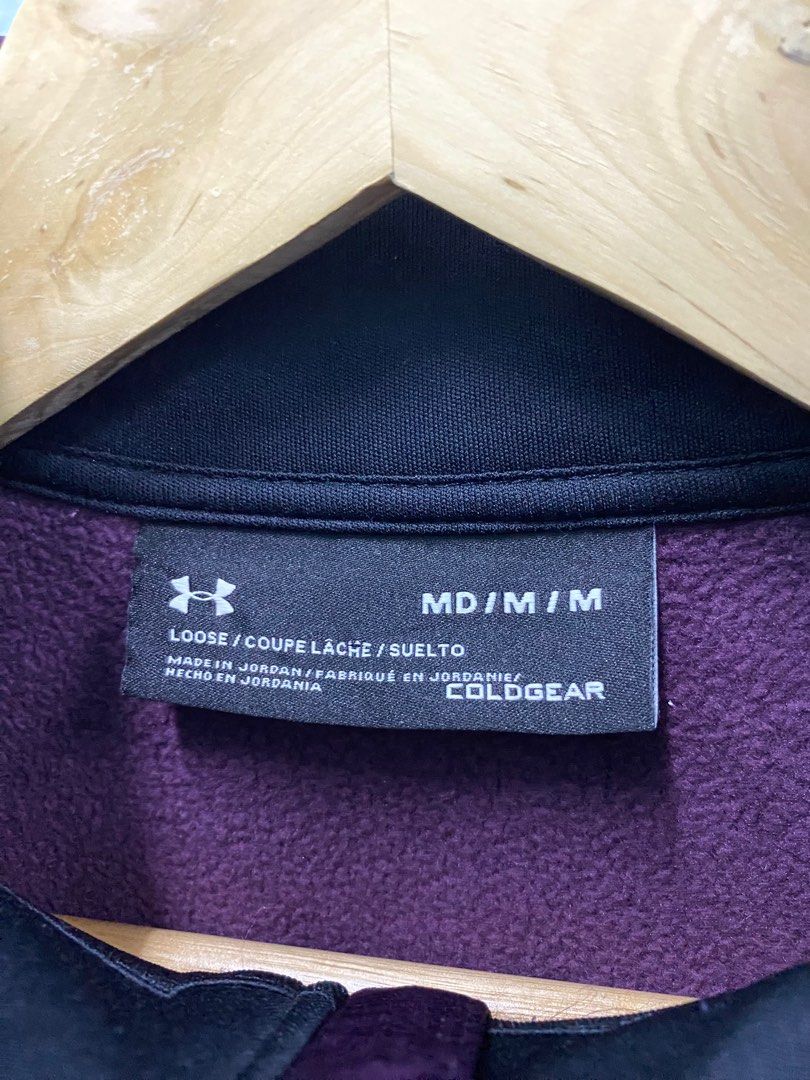 MD/M/M
LOOSE/COUPE LÂCHE/SUELTO
MADE IN JORDAN/FABRIQUÉ EN JORDANIE/
HECHO EN JORDANIA
COLDGEAR